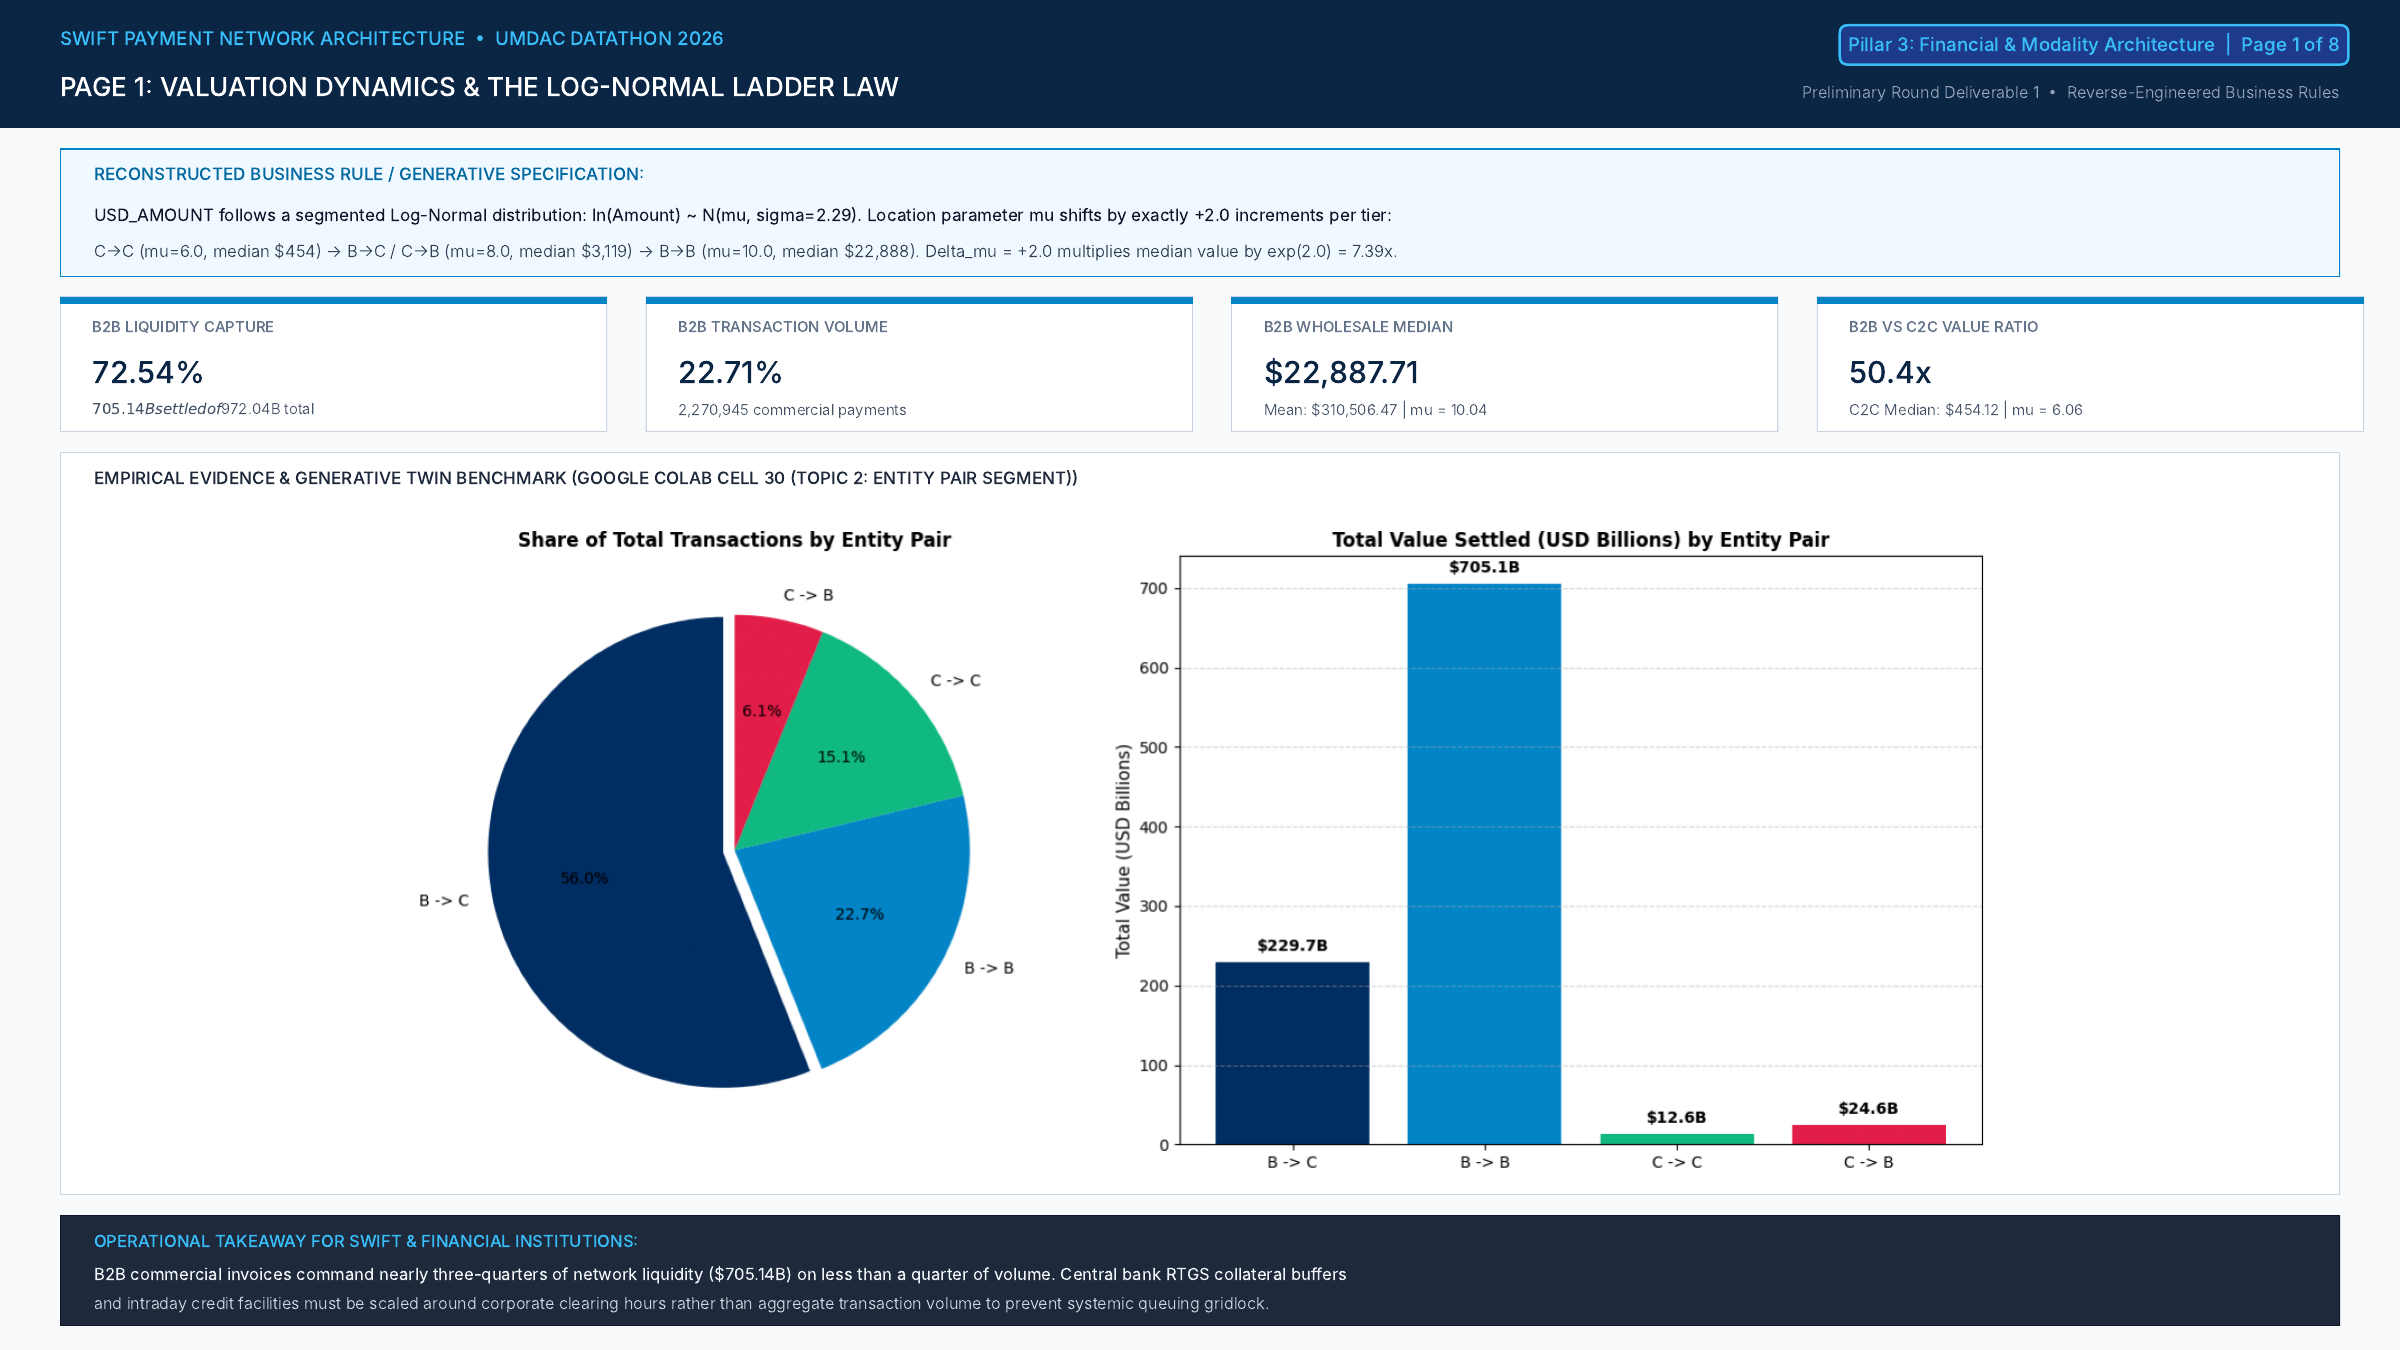 SWIFT PAYMENT NETWORK ARCHITECTURE • UMDAC DATATHON 2026
Pillar 3: Financial & Modality Architecture | Page 1 of 8
PAGE 1: VALUATION DYNAMICS & THE LOG-NORMAL LADDER LAW
Preliminary Round Deliverable 1 • Reverse-Engineered Business Rules
RECONSTRUCTED BUSINESS RULE / GENERATIVE SPECIFICATION:
USD_AMOUNT follows a segmented Log-Normal distribution: ln(Amount) ~ N(mu, sigma=2.29). Location parameter mu shifts by exactly +2.0 increments per tier:
C→C (mu=6.0, median $454) → B→C / C→B (mu=8.0, median $3,119) → B→B (mu=10.0, median $22,888). Delta_mu = +2.0 multiplies median value by exp(2.0) = 7.39x.
B2B LIQUIDITY CAPTURE
72.54%
705.14Bsettledof972.04B total
B2B TRANSACTION VOLUME
22.71%
2,270,945 commercial payments
B2B WHOLESALE MEDIAN
$22,887.71
Mean: $310,506.47 | mu = 10.04
B2B VS C2C VALUE RATIO
50.4x
C2C Median: $454.12 | mu = 6.06
EMPIRICAL EVIDENCE & GENERATIVE TWIN BENCHMARK (GOOGLE COLAB CELL 30 (TOPIC 2: ENTITY PAIR SEGMENT))
Share of Total Transactions by Entity Pair
C -> B
C -> C
6.1%
15.1%
56.0%
B -> C
22.7%
B -> B
Total Value Settled (USD Billions) by Entity Pair
Total Value (USD Billions)
700
600
500
400
300
200
100
0
$229.7B
$705.1B
$12.6B
$24.6B
B -> C
B -> B
C -> C
C -> B
OPERATIONAL TAKEAWAY FOR SWIFT & FINANCIAL INSTITUTIONS:
B2B commercial invoices command nearly three-quarters of network liquidity ($705.14B) on less than a quarter of volume. Central bank RTGS collateral buffers
and intraday credit facilities must be scaled around corporate clearing hours rather than aggregate transaction volume to prevent systemic queuing gridlock.